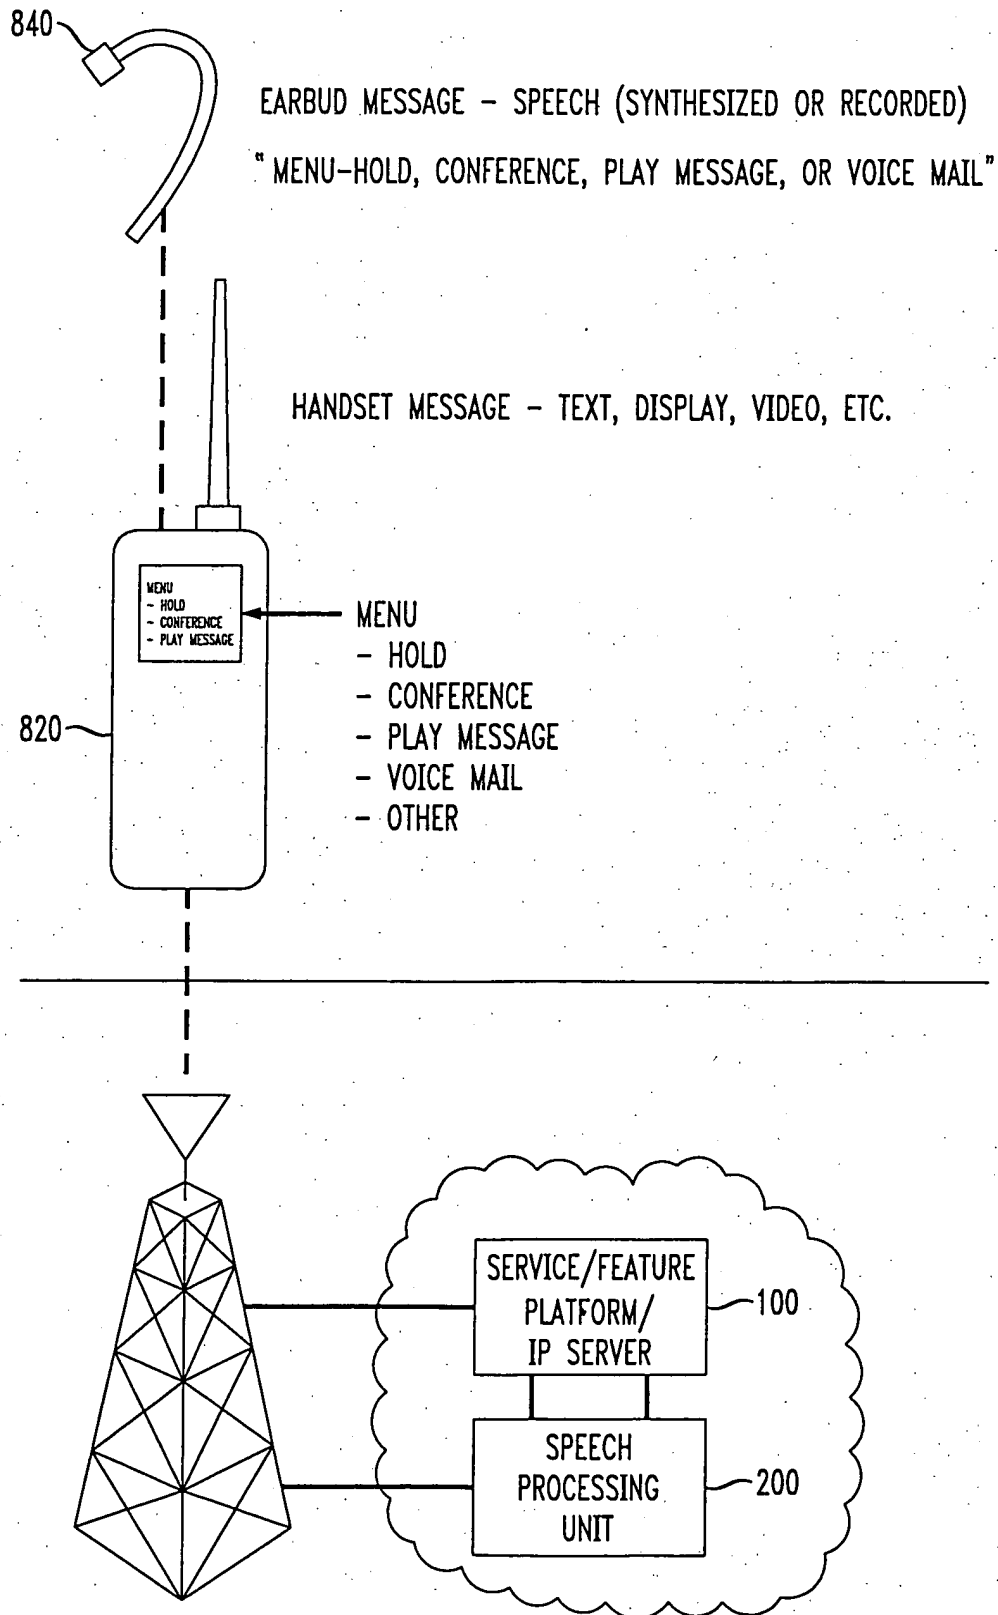 840
EARBUD MESSAGE - SPEECH (SYNTHESIZED OR RECORDED)
"MENU-HOLD, CONFERENCE, PLAY MESSAGE, OR VOICE MAIL"
HANDSET MESSAGE - TEXT, DISPLAY, VIDEO, ETC.
MENU
- HOLD
- CONFERENCE
- PLAY MESSAGE
MENU
- HOLD
- CONFERENCE
- PLAY MESSAGE
- VOICE MAIL
- OTHER
820
SERVICE/FEATURE
PLATFORM/
IP SERVER
100
SPEECH
PROCESSING
UNIT
200